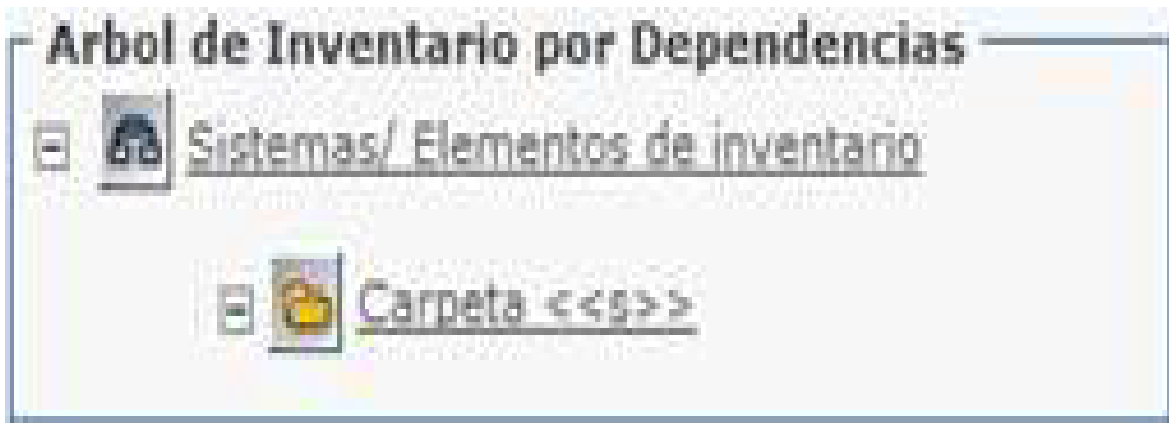 Arbol de Inventario por Dependencias
Sistemas/ Elementos de inventario
Carpeta <<s>>